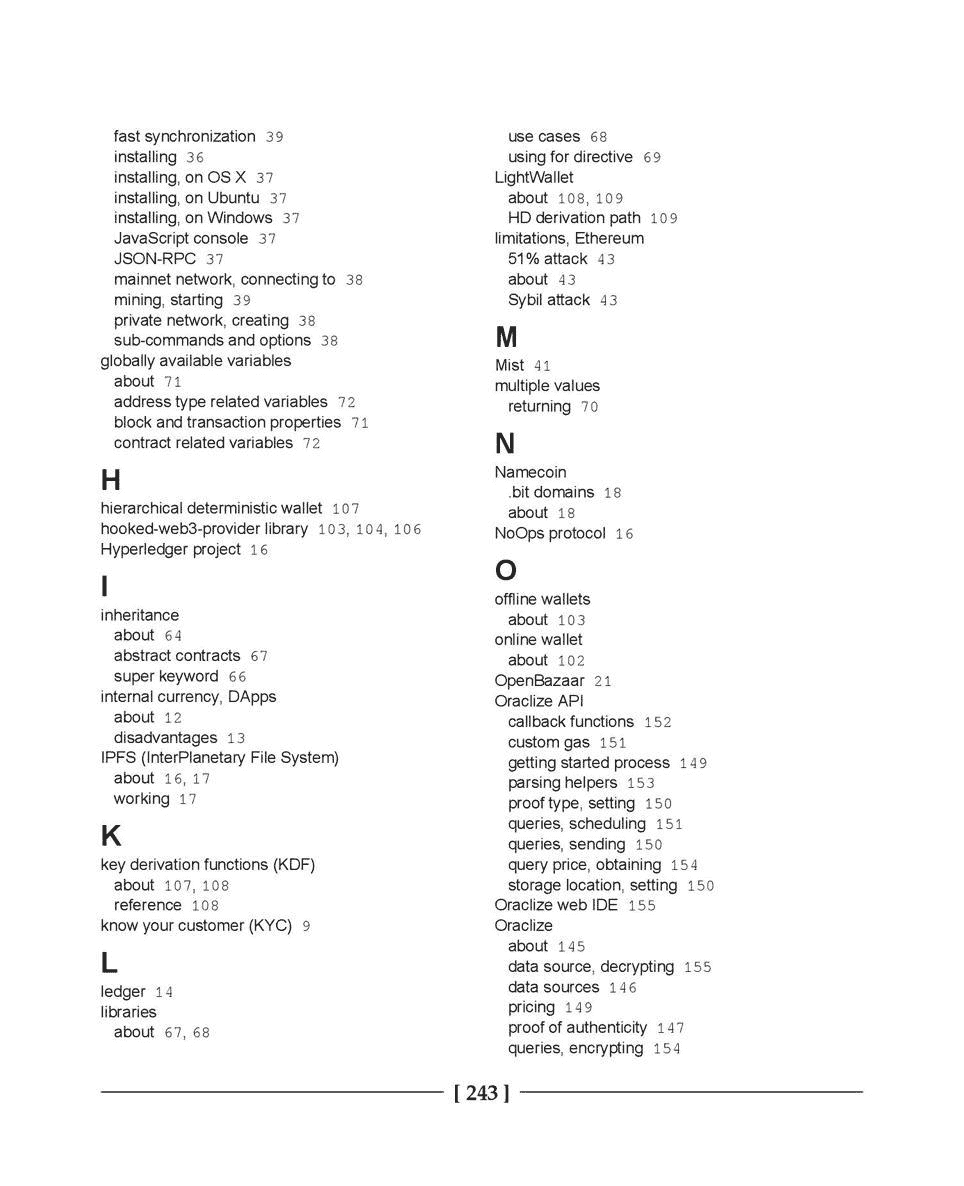 fast synchronization 39
installing 36
installing, on OS X 37
installing, on Ubuntu 37
installing, on Windows 37
JavaScript console 37
JSON-RPC 37
mainnet network, connecting to 38
mining, starting 39
private network, creating 38
sub-commands and options 38
globally available variables
about 71
address type related variables 72
block and transaction properties 71
contract related variables 72
H
hierarchical deterministic wallet 107
hooked-web3-provider library 103, 104, 106
Hyperledger project 16
I
inheritance
about 64
abstract contracts 67
super keyword 66
internal currency, DApps
about 12
disadvantages 13
IPFS (InterPlanetary File System)
about 16, 17
working 17
K
key derivation functions (KDF)
about 107, 108
reference 108
know your customer (KYC) 9
L
ledger 14
libraries
about 67, 68
use cases 68
using for directive 69
LightWallet
about 108, 109
HD derivation path 109
limitations, Ethereum
51% attack 43
about 43
Sybil attack 43
M
Mist 41
multiple values
returning 70
N
Namecoin
.bit domains 18
about 18
NoOps protocol 16
O
offline wallets
about 103
online wallet
about 102
OpenBazaar 21
Oraclize API
callback functions 152
custom gas 151
getting started process 149
parsing helpers 153
proof type, setting 150
queries, scheduling 151
queries, sending 150
query price, obtaining 154
storage location, setting 150
Oraclize web IDE 155
Oraclize
about 145
data source, decrypting 155
data sources 146
pricing 149
proof of authenticity 147
queries, encrypting 154
[ 243 ]